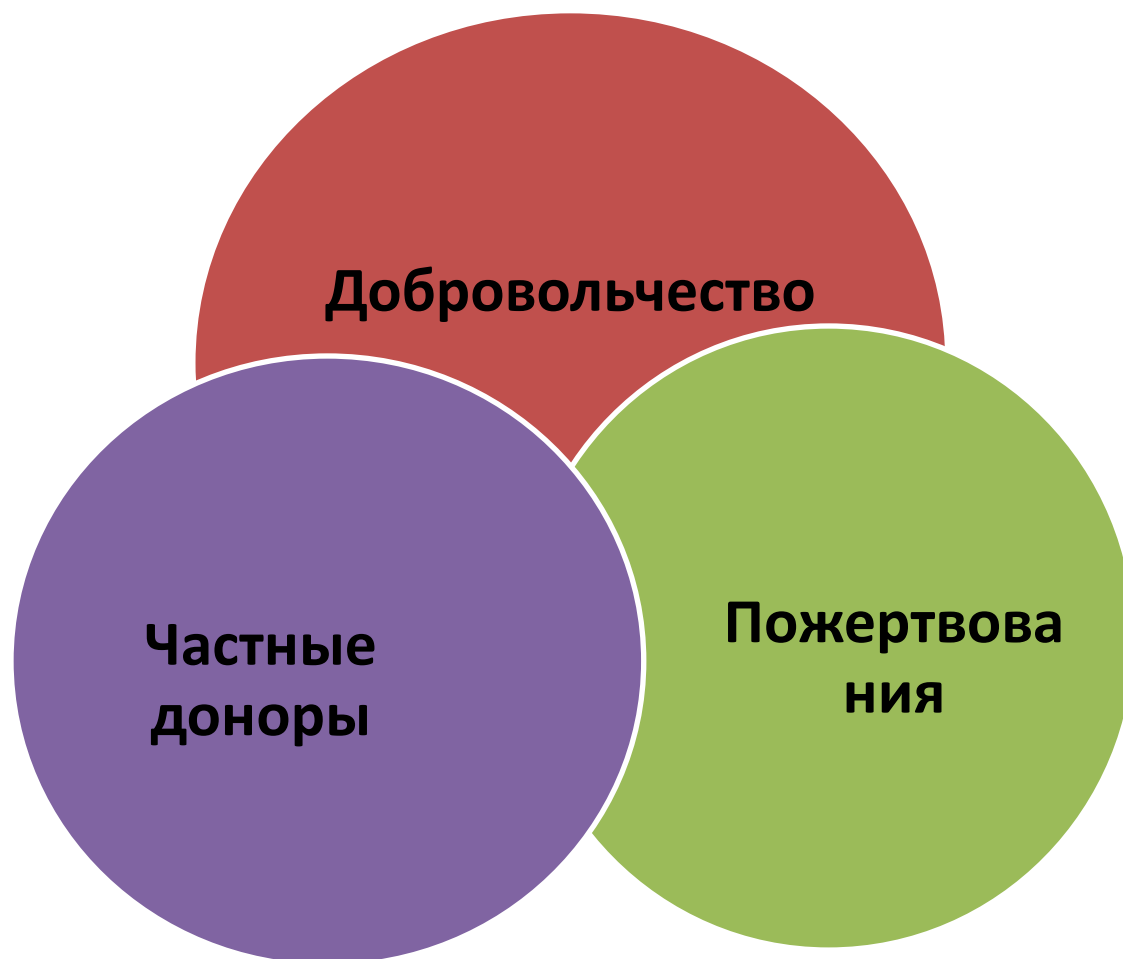 Добровольчество
Пожертвова
ния
Частные
доноры